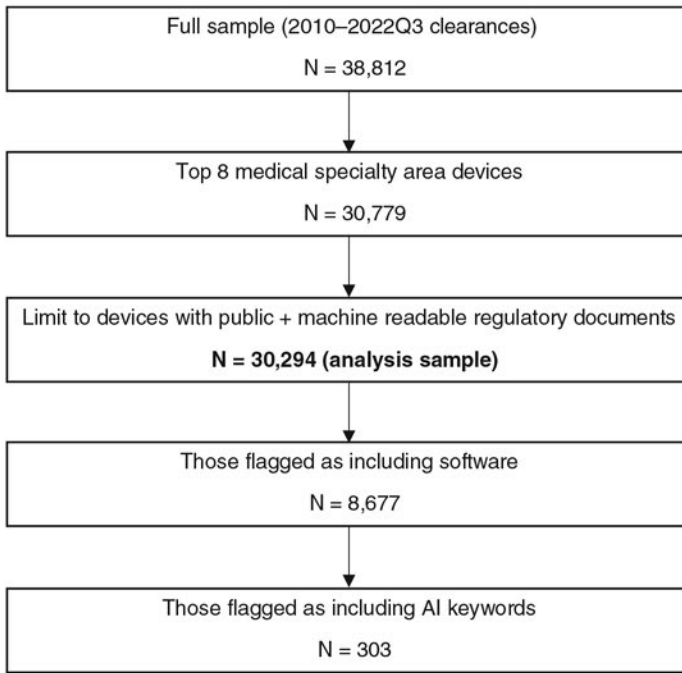 Full sample (2010–2022Q3 clearances)
N = 38,812
Top 8 medical specialty area devices
N = 30,779
Limit to devices with public + machine readable regulatory documents
N = 30,294 (analysis sample)
Those flagged as including software
N = 8,677
Those flagged as including AI keywords
N = 303